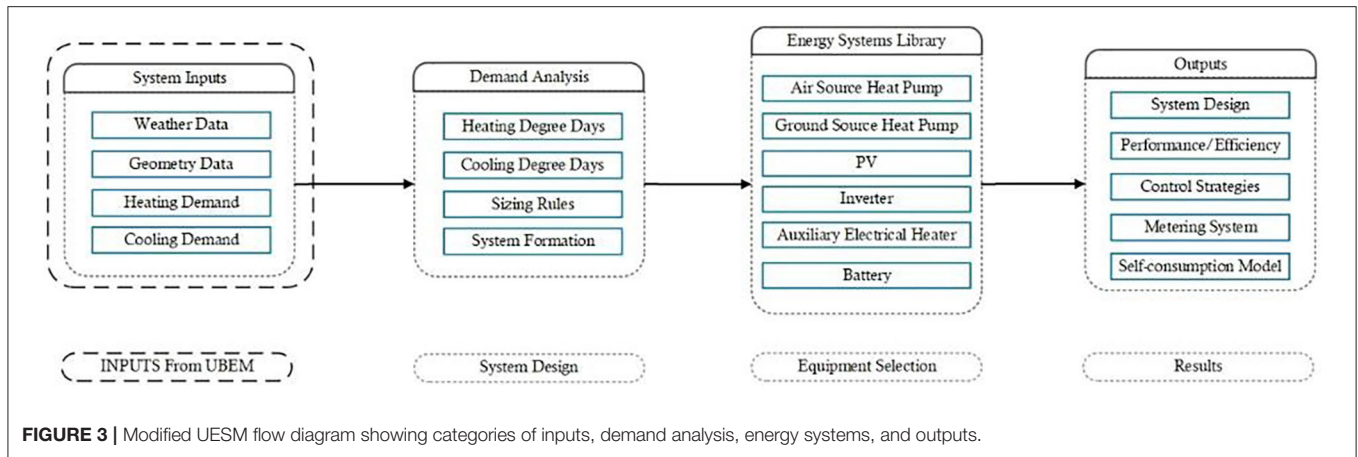 System Inputs
Weather Data
Geometry Data
Heating Demand
Cooling Demand
INPUTS From UBEM
Demand Analysis
Heating Degree Days
Cooling Degree Days
Sizing Rules
System Formation
System Design
Energy Systems Library
Air Source Heat Pump
Ground Source Heat Pump
PV
Inverter
Auxiliary Electrical Heater
Battery
Equipment Selection
Outputs
System Design
Performance/Efficiency
Control Strategies
Metering System
Self-consumption Model
Results
FIGURE 3 | Modified UESM flow diagram showing categories of inputs, demand analysis, energy systems, and outputs.